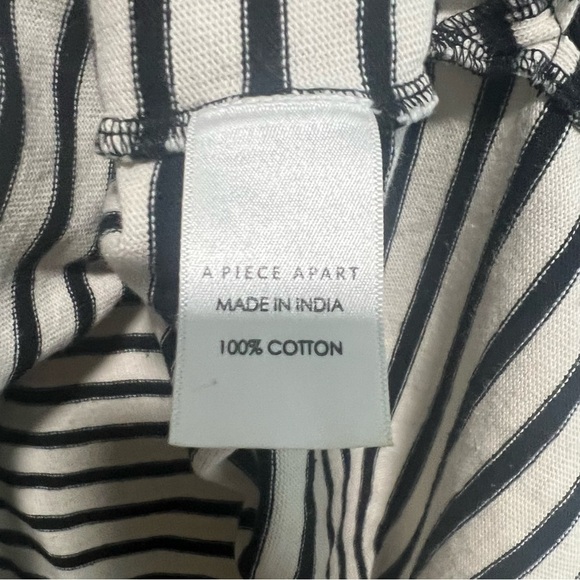 A PIECE APART
MADE IN INDIA
100% COTTON